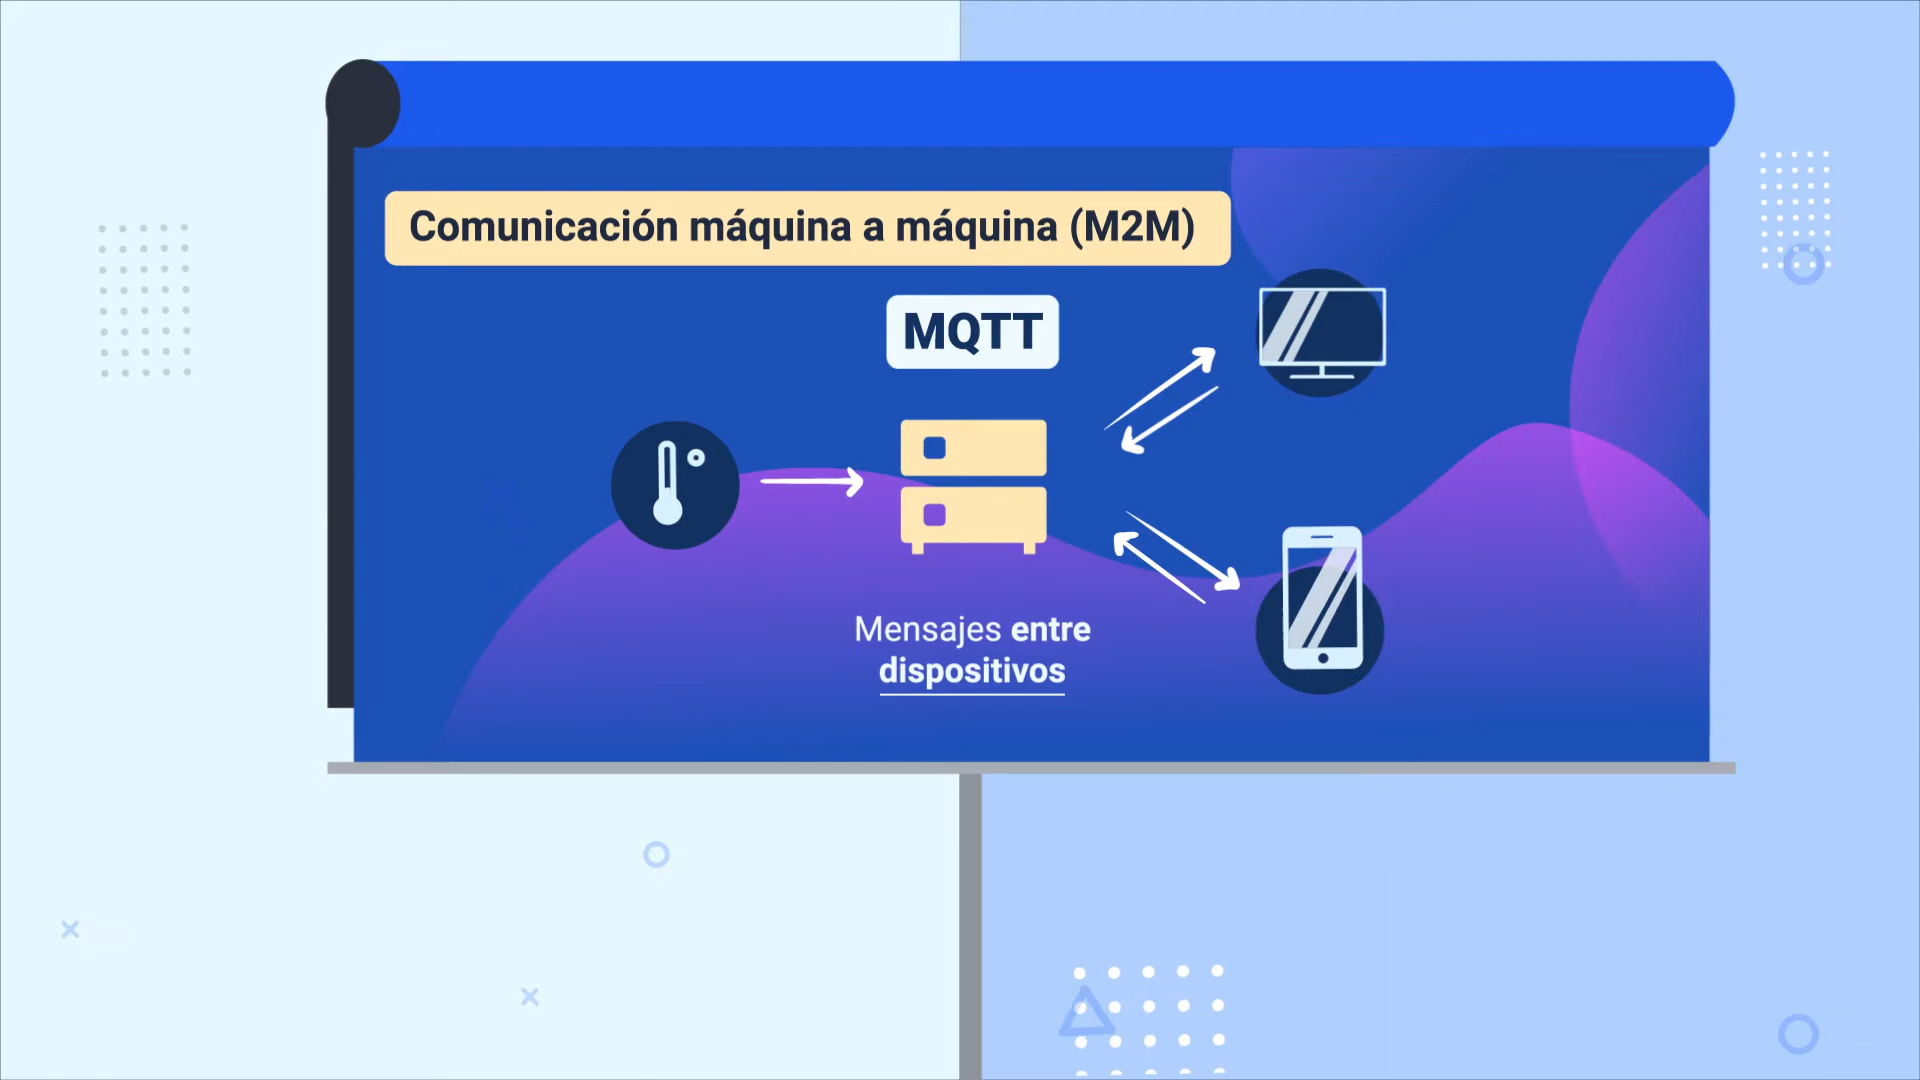 Comunicación máquina a máquina (M2M)
MQTT
Mensajes entre
dispositivos